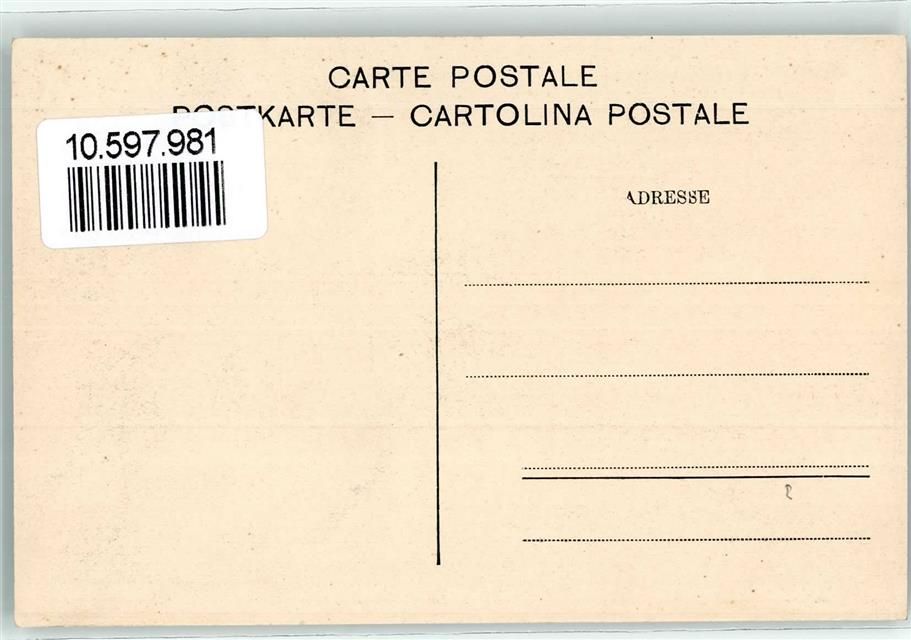 CARTE POSTALE
POSTKARTE — CARTOLINA POSTALE
10.597.981
ADRESSE